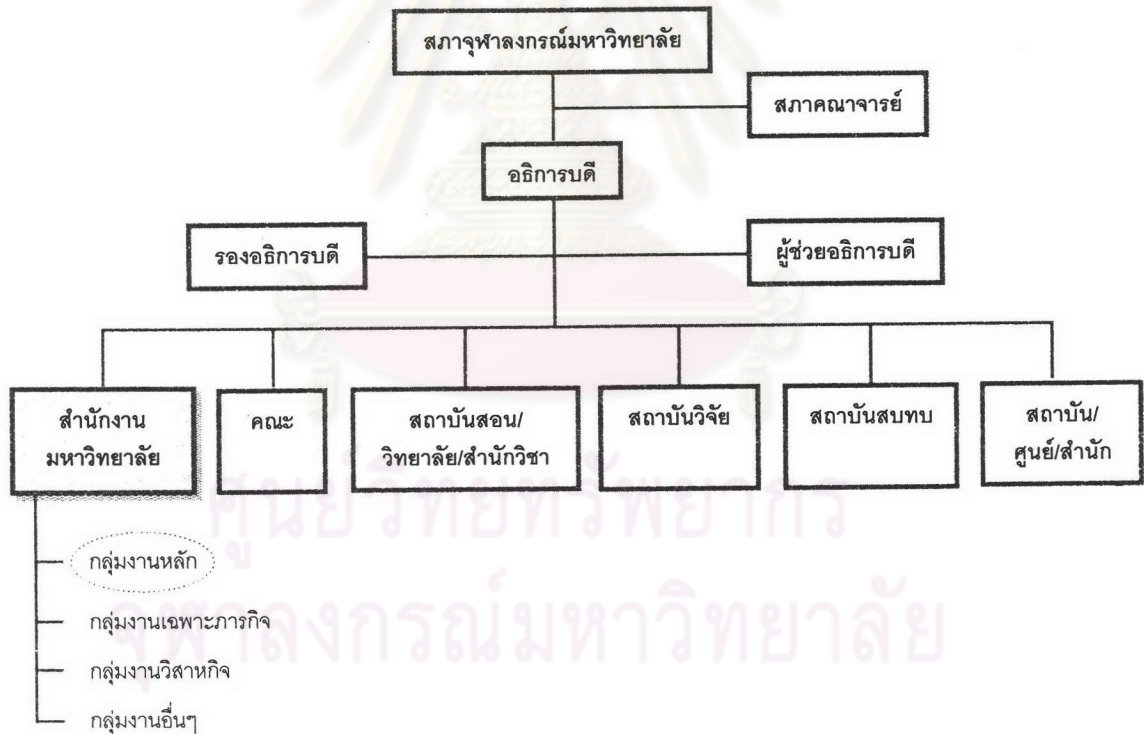 สภาจุฬาลงกรณ์มหาวิทยาลัย
สภาคณาจารย์
อธิการบดี
รองอธิการบดี
ผู้ช่วยอธิการบดี
สำนักงาน
มหาวิทยาลัย
คณะ
สถาบันสอน/
วิทยาลัย/สำนักวิชา
สถาบันวิจัย
สถาบันสบทบ
สถาบัน/
ศูนย์/สำนัก
กลุ่มงานหลัก
กลุ่มงานเฉพาะภารกิจ
กลุ่มงานวิสาหกิจ
กลุ่มงานอื่นๆ
ศูนย์วิทยทรัพยากร
จุฬาลงกรณ์มหาวิทยาลัย